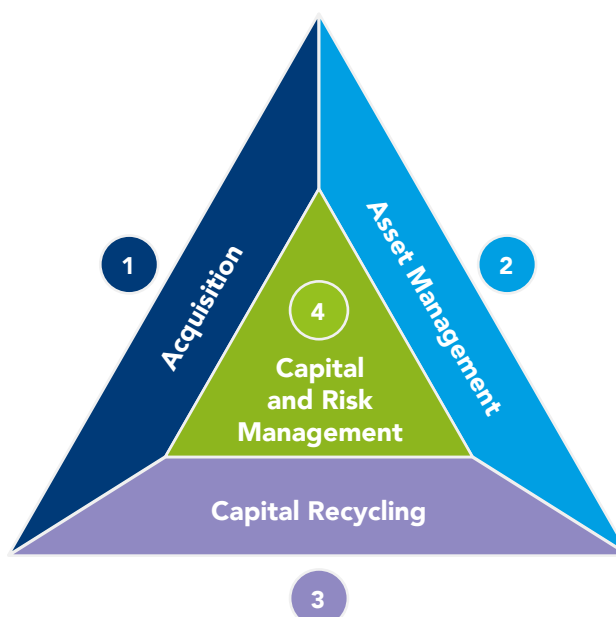 1
Acquisition
2
Asset Management
4
Capital
and Risk
Management
Capital Recycling
3